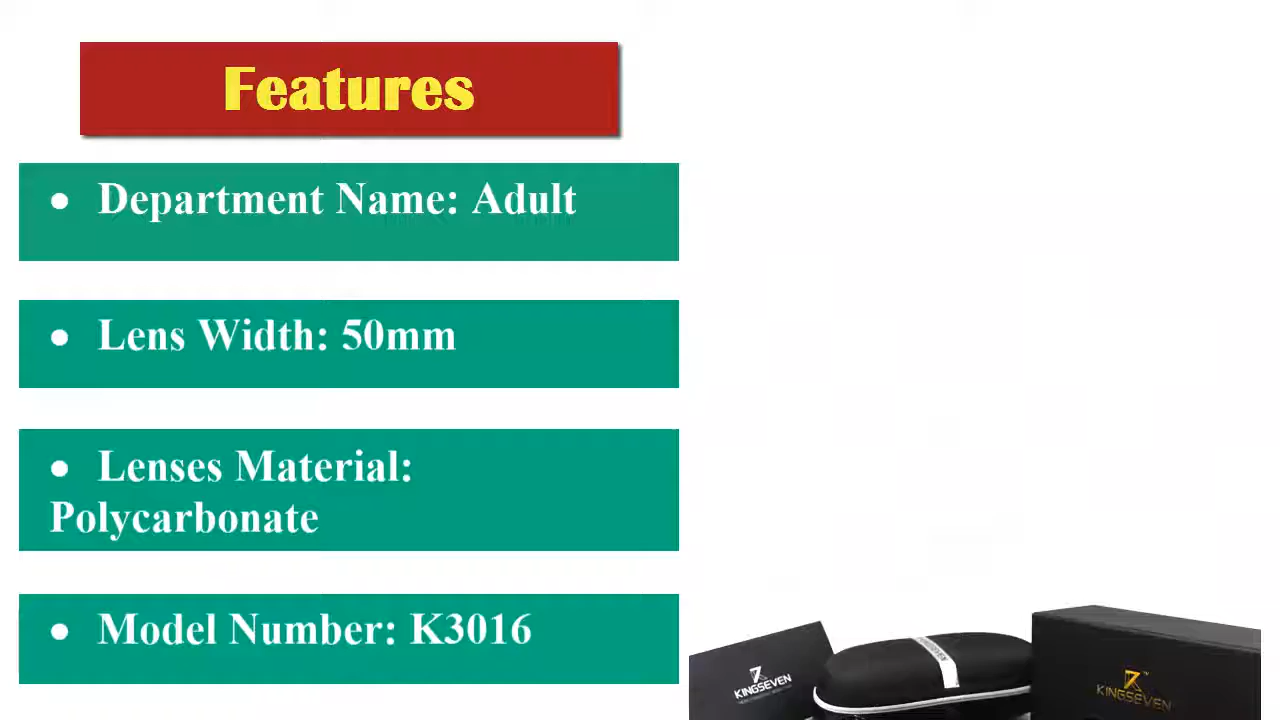 Features
• Department Name: Adult
• Lens Width: 50mm
• Lenses Material:
Polycarbonate
• Model Number: K3016
KINGSEVEN
KINGSEVEN